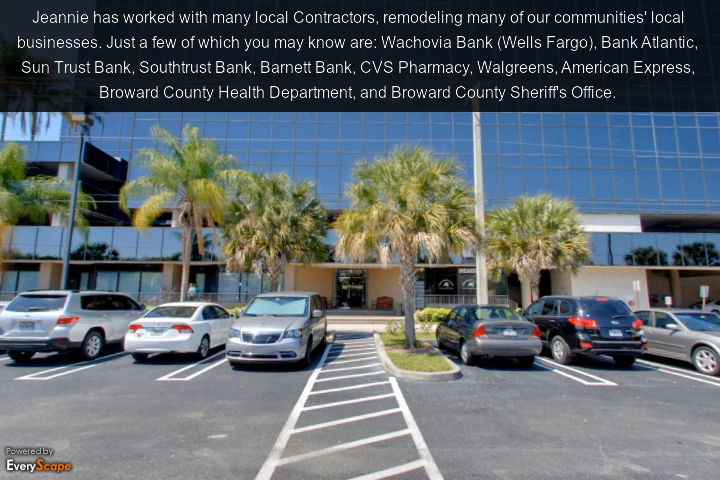 Jeannie has worked with many local Contractors, remodeling many of our communities' local
businesses. Just a few of which you may know are: Wachovia Bank (Wells Fargo), Bank Atlantic,
Sun Trust Bank, Southtrust Bank, Barnett Bank, CVS Pharmacy, Walgreens, American Express,
Broward County Health Department, and Broward County Sheriff's Office.
Powered by
EveryScape